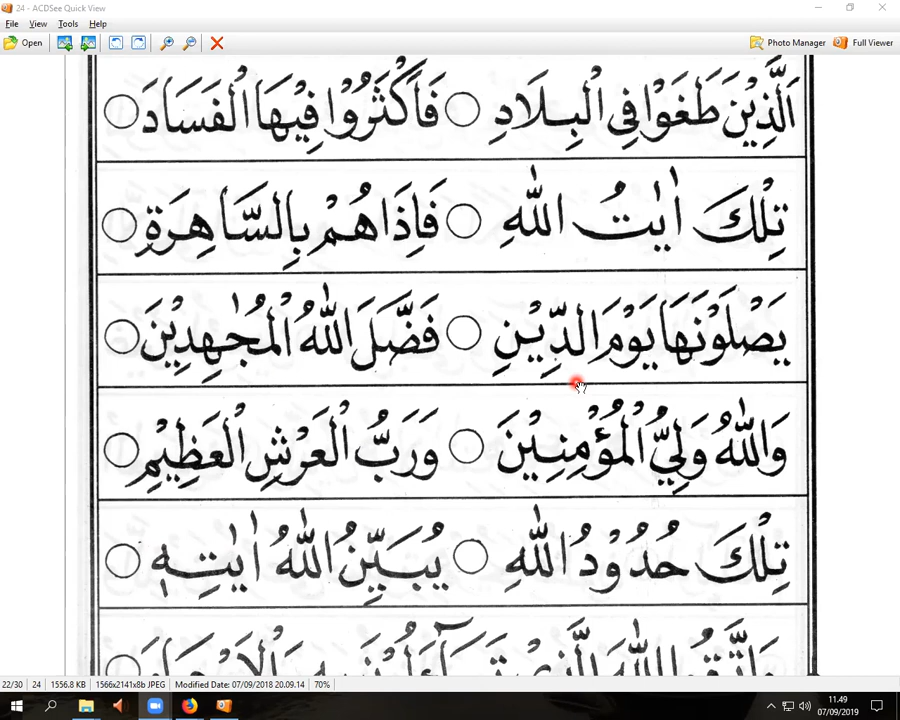 24 - ACDSee Quick View
File View Tools Help
Open Photo Manager Full Viewer
اَلَّذِيْنَ طَغَوْا فِى الْبِلَادِ ○ فَاَكْثَرُوْا فِيْهَا الْفَسَادَ ○
تِلْكَ اٰيٰتُ اللّٰهِ ○ فَاِذَا هُمْ بِالسَّاهِرَةِ ○
يَصْلَوْنَهَا يَوْمَ الدِّيْنِ ○ فَضَّلَ اللّٰهُ الْمُجٰهِدِيْنَ ○
وَاللّٰهُ وَلِيُّ الْمُؤْمِنِيْنَ ○ وَرَبُّ الْعَرْشِ الْعَظِيْمِ ○
تِلْكَ حُدُوْدُ اللّٰهِ ○ يُبَيِّنُ اللّٰهُ اٰيٰتِهٖ ○
22/30 24 1556.8 KB 1566x2141x8b JPEG Modified Date: 07/09/2018 20.09.14 70%
11.49
07/09/2019